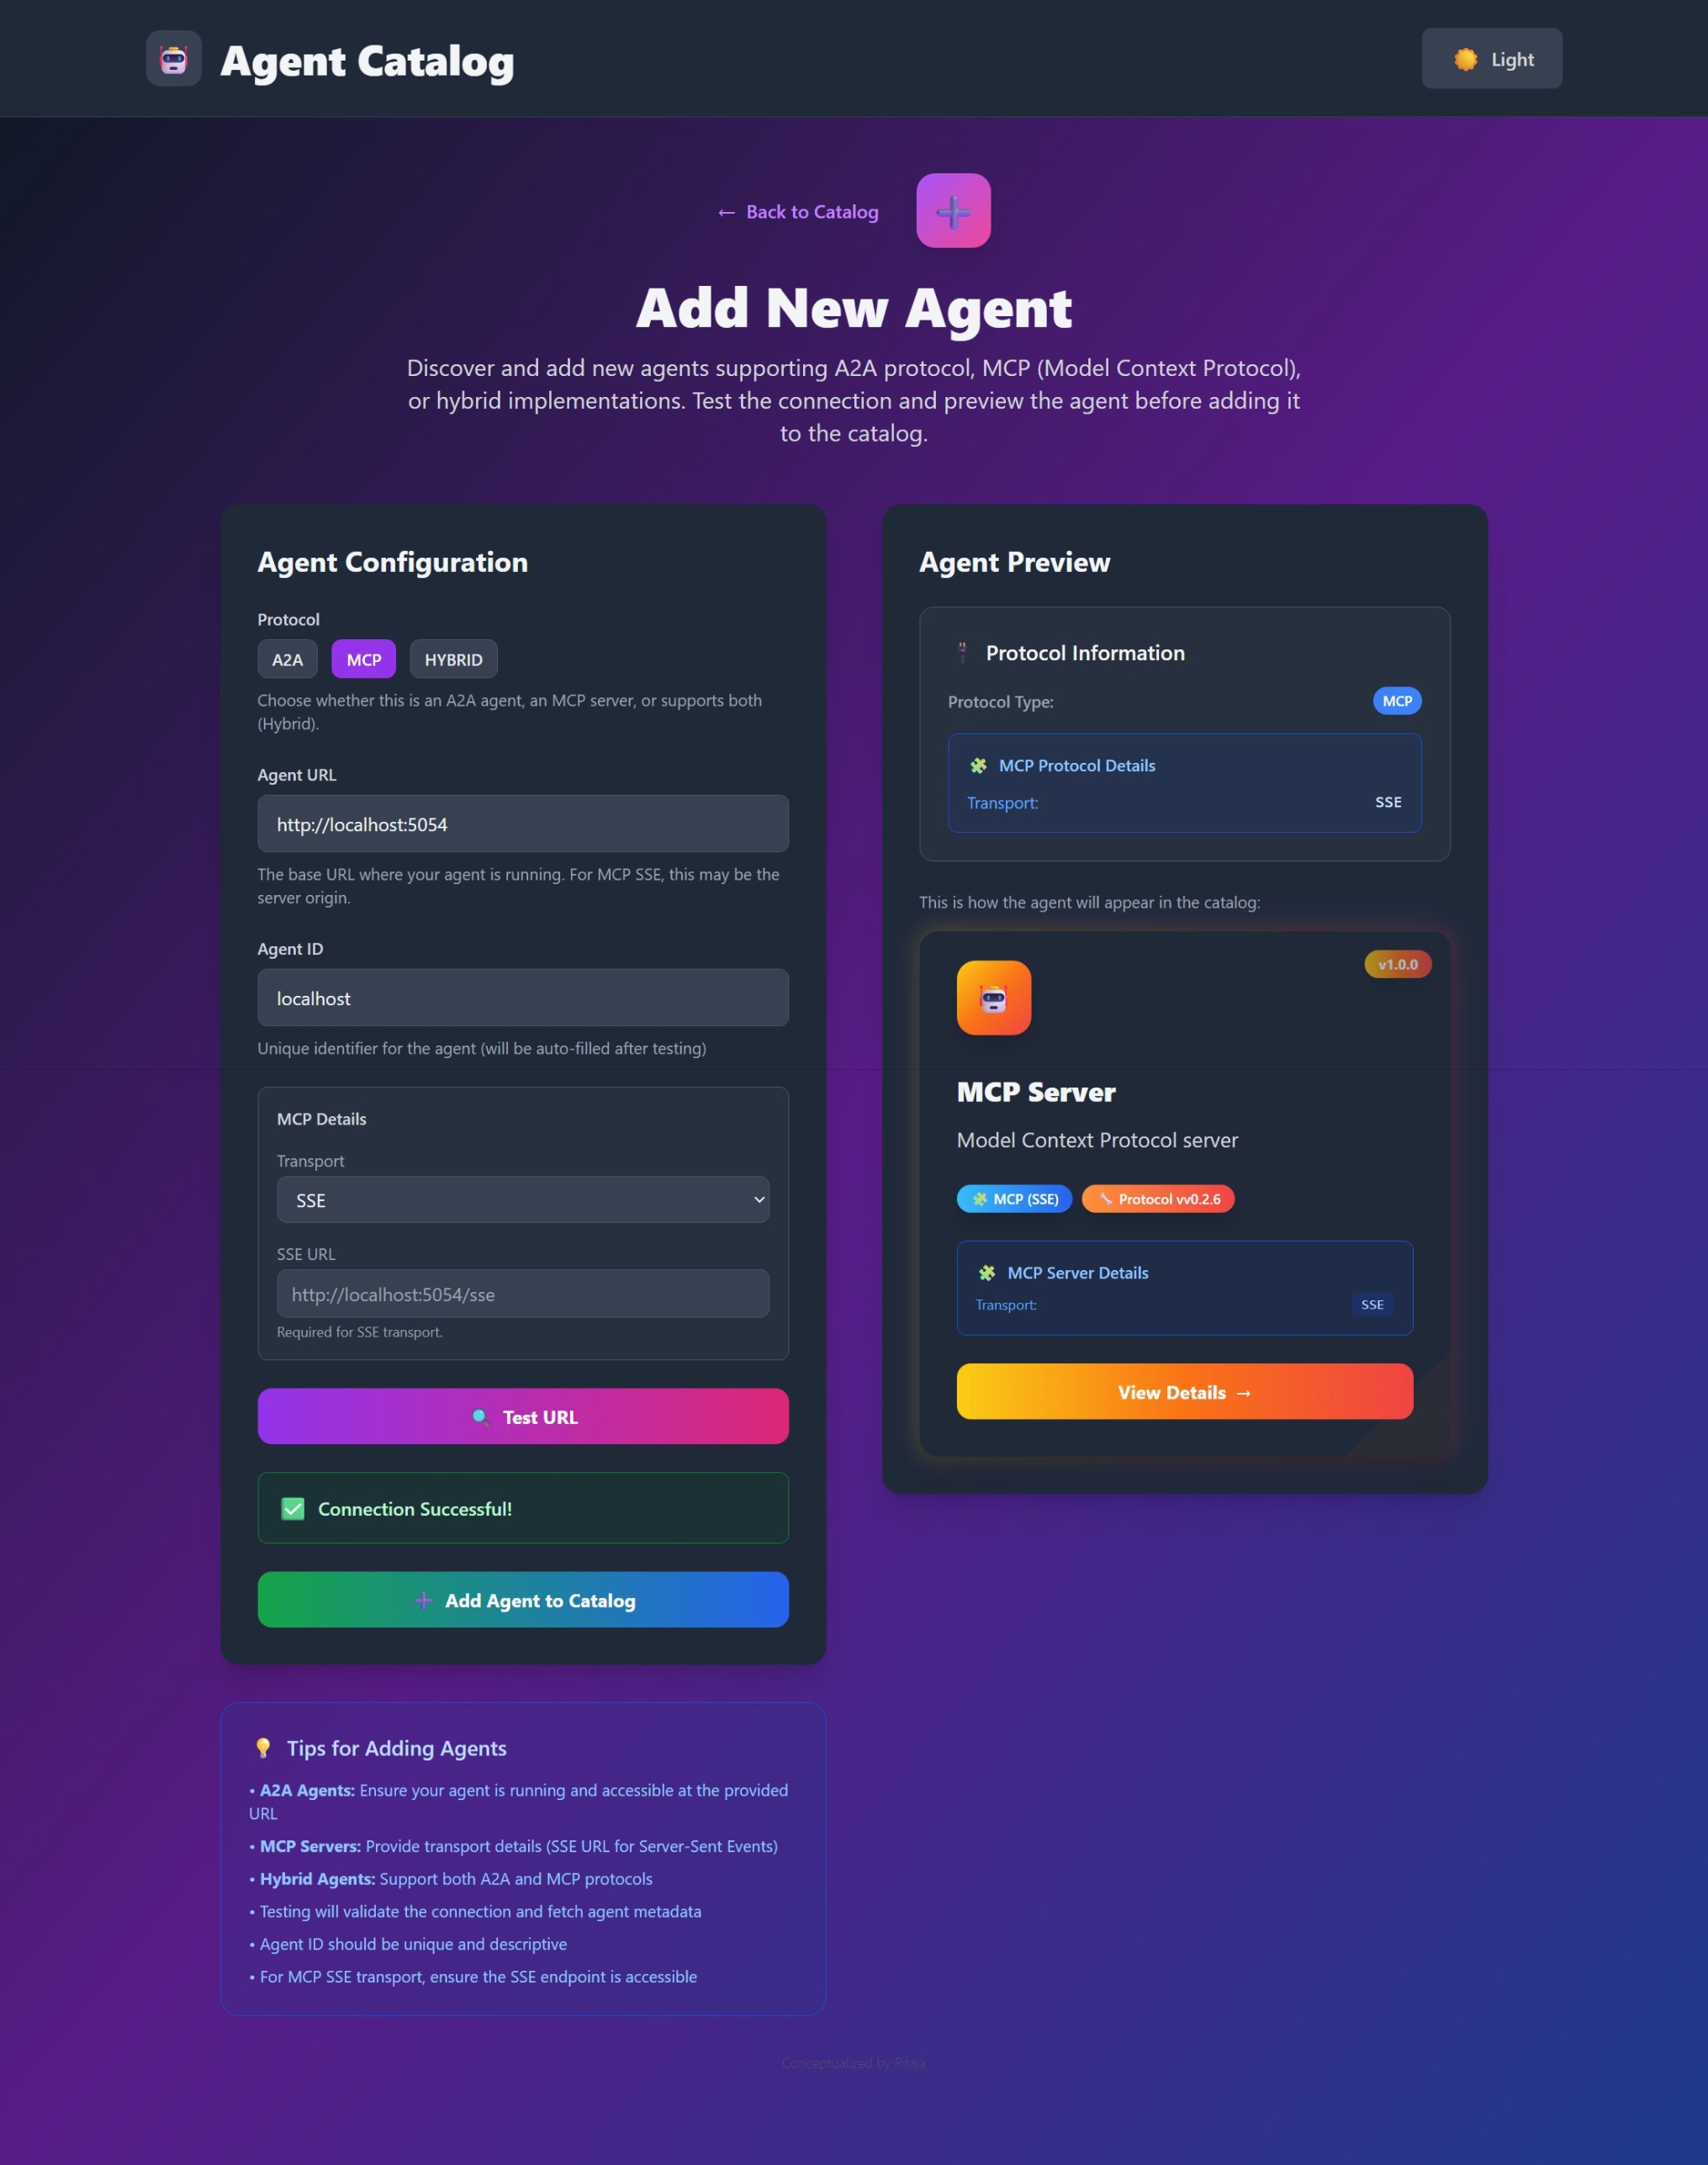 Agent Catalog
Light
← Back to Catalog
Add New Agent
Discover and add new agents supporting A2A protocol, MCP (Model Context Protocol),
or hybrid implementations. Test the connection and preview the agent before adding it
to the catalog.
Agent Configuration
Protocol
A2A MCP HYBRID
Choose whether this is an A2A agent, an MCP server, or supports both
(Hybrid).
Agent URL
http://localhost:5054
The base URL where your agent is running. For MCP SSE, this may be the
server origin.
Agent ID
localhost
Unique identifier for the agent (will be auto-filled after testing)
MCP Details
Transport
SSE
SSE URL
http://localhost:5054/sse
Required for SSE transport.
Test URL
Connection Successful!
Add Agent to Catalog
Tips for Adding Agents
• A2A Agents: Ensure your agent is running and accessible at the provided
URL
• MCP Servers: Provide transport details (SSE URL for Server-Sent Events)
• Hybrid Agents: Support both A2A and MCP protocols
• Testing will validate the connection and fetch agent metadata
• Agent ID should be unique and descriptive
• For MCP SSE transport, ensure the SSE endpoint is accessible
Agent Preview
Protocol Information
Protocol Type: MCP
MCP Protocol Details
Transport: SSE
This is how the agent will appear in the catalog:
v1.0.0
MCP Server
Model Context Protocol server
MCP (SSE) Protocol vv0.2.6
MCP Server Details
Transport: SSE
View Details →
Conceptualized by Ritaja